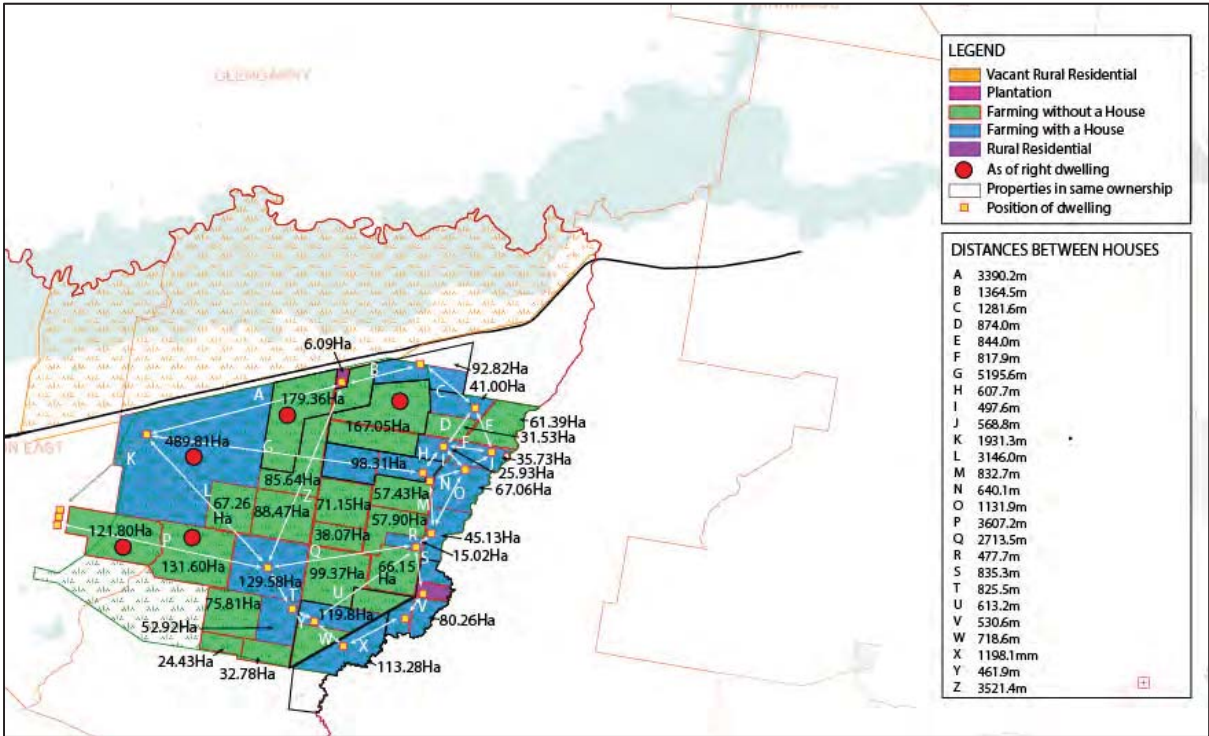 GLENGARRY
ON EAST
LEGEND
Vacant Rural Residential
Plantation
Farming without a House
Farming with a House
Rural Residential
As of right dwelling
Properties in same ownership
Position of dwelling
DISTANCES BETWEEN HOUSES
A 3390.2m
B 1364.5m
C 1281.6m
D 874.0m
E 844.0m
F 817.9m
G 5195.6m
H 607.7m
I 497.6m
J 568.8m
K 1931.3m
L 3146.0m
M 832.7m
N 640.1m
O 1131.9m
P 3607.2m
Q 2713.5m
R 477.7m
S 835.3m
T 825.5m
U 613.2m
V 530.6m
W 718.6m
X 1198.1mm
Y 461.9m
Z 3521.4m
6.09Ha
B
92.82Ha
A
179.36Ha
C
41.00Ha
61.39Ha
167.05Ha
D
E
31.53Ha
489.81Ha
G
F
35.73Ha
K
98.31Ha
H
I
25.93Ha
85.64Ha
N
O
67.06Ha
L
67.26
Ha
88.47Ha
Z
71.15Ha
57.43Ha
M
57.90Ha
121.80Ha
P
38.07Ha
R
45.13Ha
Q
15.02Ha
131.60Ha
129.58Ha
99.37Ha
66.15
Ha
S
75.81Ha
T
U
V
52.92Ha
Y
119.8Ha
80.26Ha
W
X
24.43Ha
32.78Ha
113.28Ha